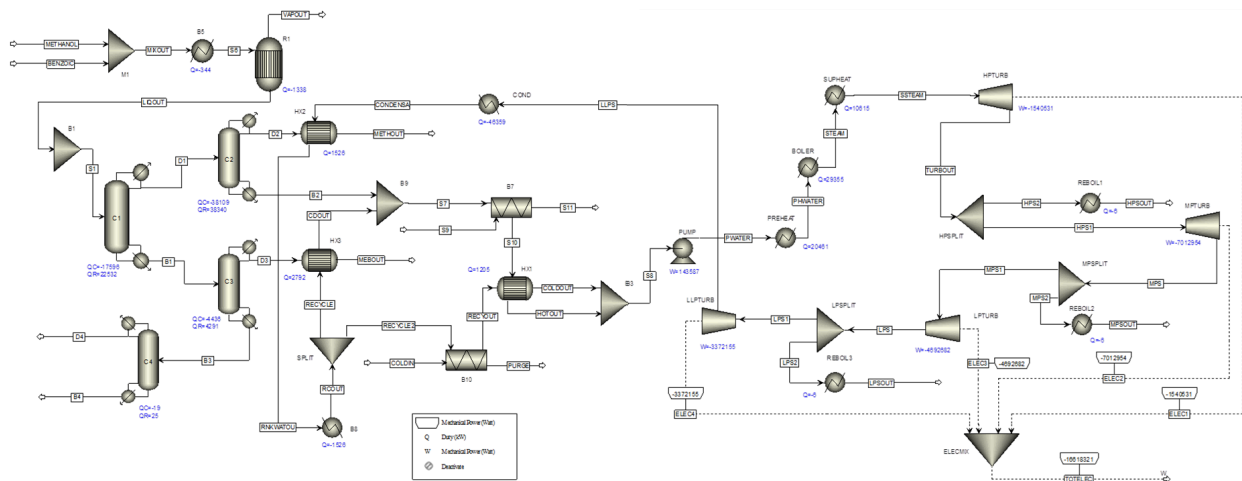 VAPOUT
METHANOL
BENZOIC
MIXOUT
M1
B5
S6
R1
Q=-344
Q=-1338
LIQOUT
B1
S1
C1
QC=-17596
QR=22532
D1
B1
C2
D2
QC=-38109
QR=38340
B2
C3
D3
QC=-4436
QR=4291
B3
C4
D4
B4
QC=-19
QR=25
HX2
CONDENSA
COND
Q=-46359
LLPS
METHOUT
Q=1526
CDOUT
HX3
MEBOUT
Q=2792
RECYCLE
SPLIT
RECYCLE2
RCOUT
B8
Q=-1526
B9
S7
S9
B7
S11
S10
Q=1205
HX1
COLDOUT
HOTOUT
RECYOUT
COLDIN
B10
PURGE
B3
S8
PUMP
W=143587
PWATER
PREHEAT
Q=20461
PHWATER
BOILER
Q=29355
STEAM
SUPHEAT
Q=10615
SSTEAM
HPTURB
W=-1540531
TURBOUT
HPSPLIT
HPS2
REBOIL1
Q=-6
HPSOUT
HPS1
MPTURB
W=-7012954
MPS
MPSPLIT
MPS1
MPS2
REBOIL2
Q=-6
MPSOUT
LPTURB
W=-4692682
LPS
LPSPLIT
LPS1
LPS2
REBOIL3
Q=-6
LPSOUT
LLPTURB
W=-3372155
-3372155
ELEC4
ELEC3
-4692682
-7012954
ELEC2
-1540531
ELEC1
ELECMIX
-16618321
TOTELEC
W
Mechanical Power (Watt)
Q Duty (kW)
W Mechanical Power (Watt)
Deactivate